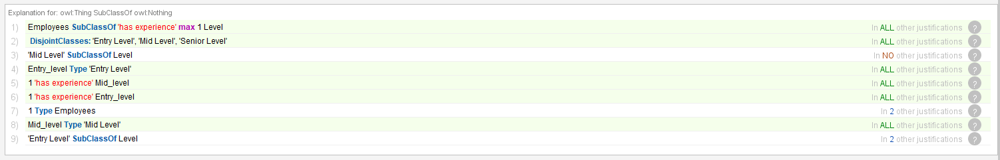 Explanation for: owl:Thing SubClassOf owl:Nothing
1) Employees SubClassOf 'has experience' max 1 Level In ALL other justifications ?
2) DisjointClasses: 'Entry Level', 'Mid Level', 'Senior Level' In ALL other justifications ?
3) 'Mid Level' SubClassOf Level In NO other justifications ?
4) Entry_level Type 'Entry Level' In ALL other justifications ?
5) 1 'has experience' Mid_level In ALL other justifications ?
6) 1 'has experience' Entry_level In ALL other justifications ?
7) 1 Type Employees In 2 other justifications ?
8) Mid_level Type 'Mid Level' In ALL other justifications ?
9) 'Entry Level' SubClassOf Level In 2 other justifications ?